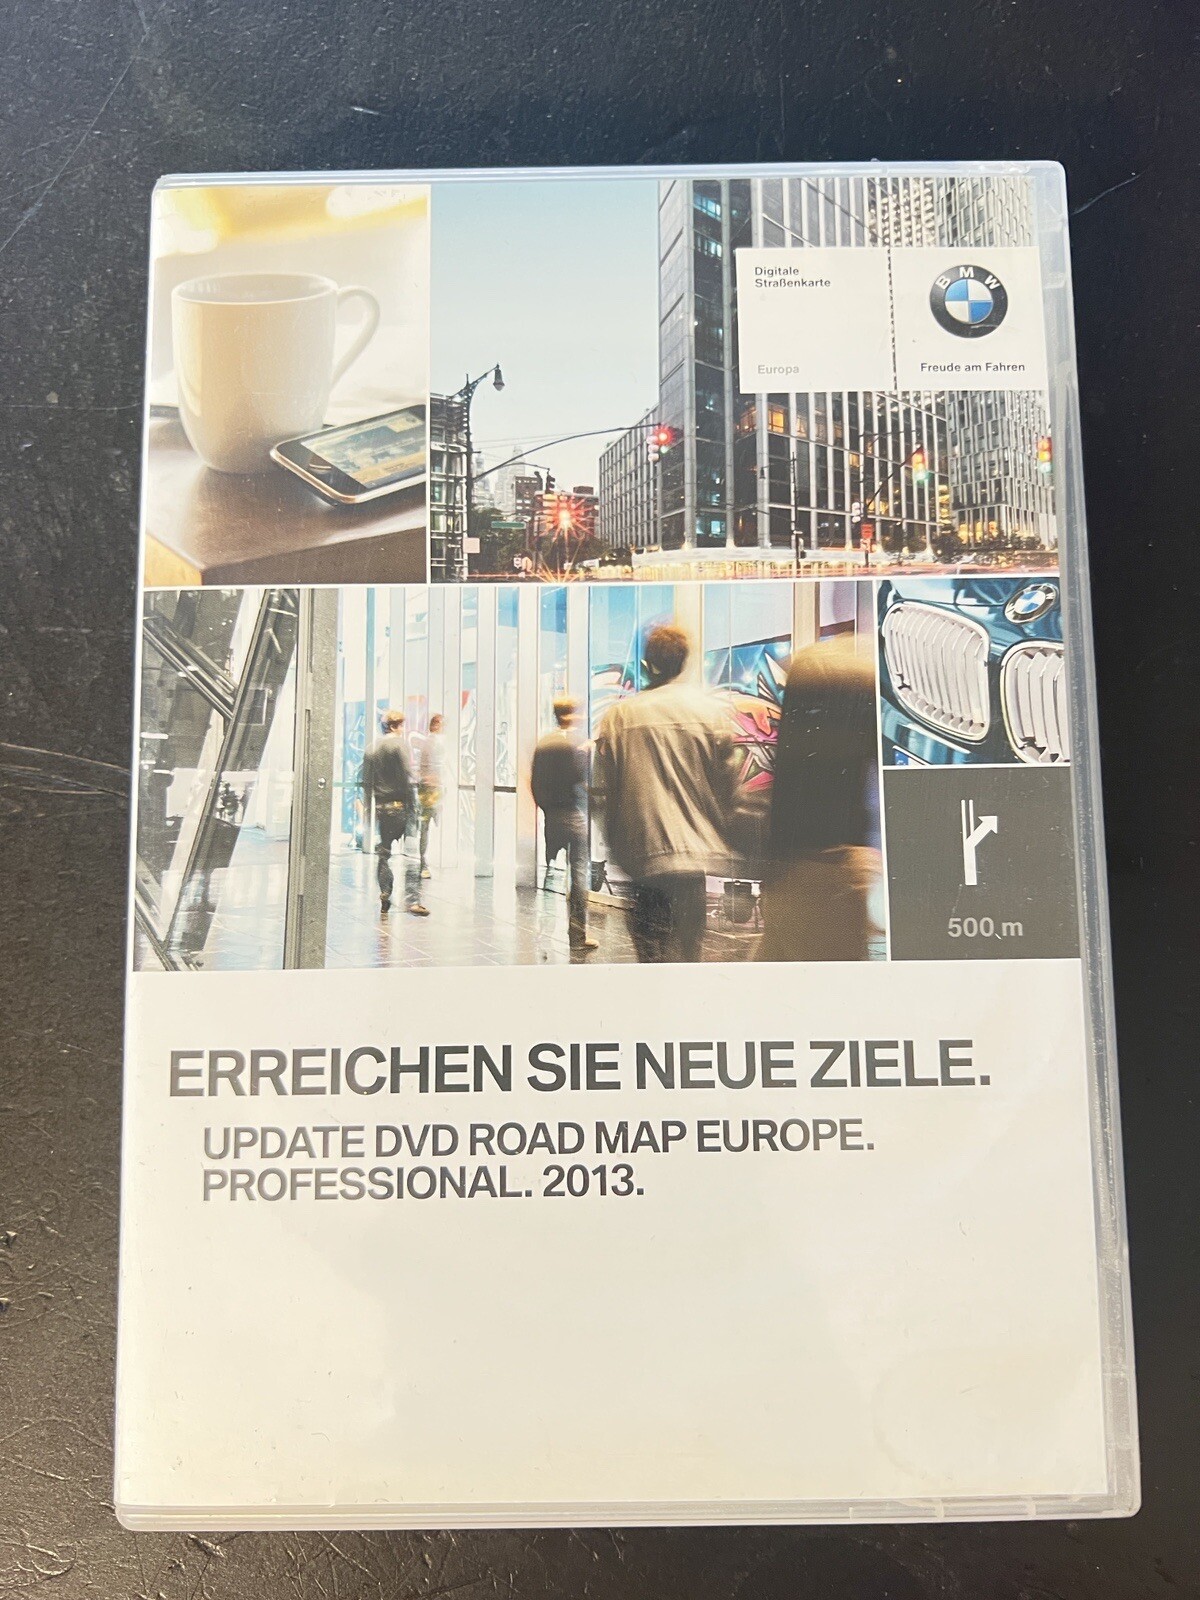 Digitale
Straßenkarte
Europa
BMW
Freude am Fahren
500 m
ERREICHEN SIE NEUE ZIELE.
UPDATE DVD ROAD MAP EUROPE.
PROFESSIONAL. 2013.